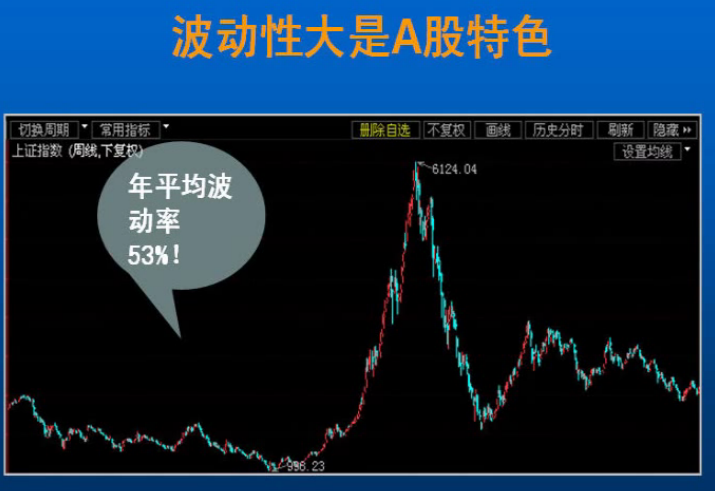 波动性大是A股特色
切换周期 常用指标 删除自选 不复权 画线 历史分时 刷新 隐藏
上证指数 (周线,下复权) 设置均线
6124.04
年平均波
动率
53%!
998.23